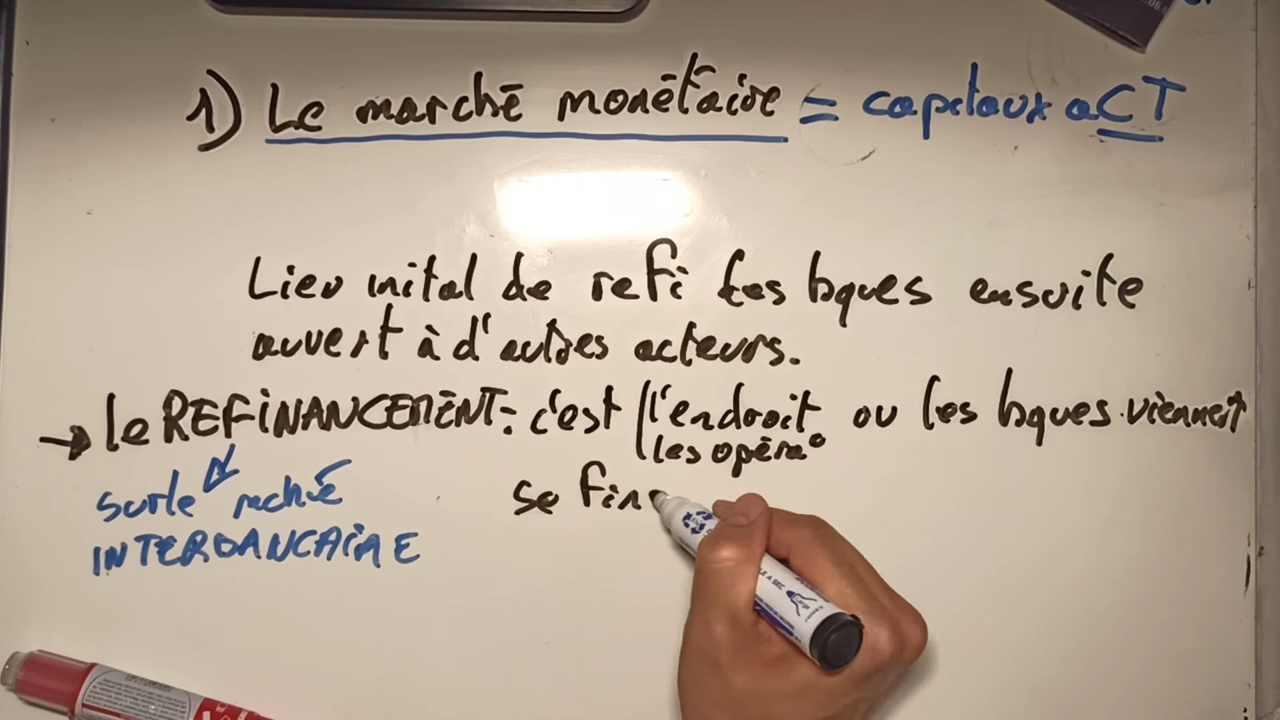 1) Le marché monétaire = capitaux a CT
Lieu inital de refi des bques ensuite
ouvert à d'autres acteurs.
→ le REFINANCEMENT : c'est l'endroit ou les bques viennent
les opéra°
sur le marché
se fin
INTERBANCAIRE